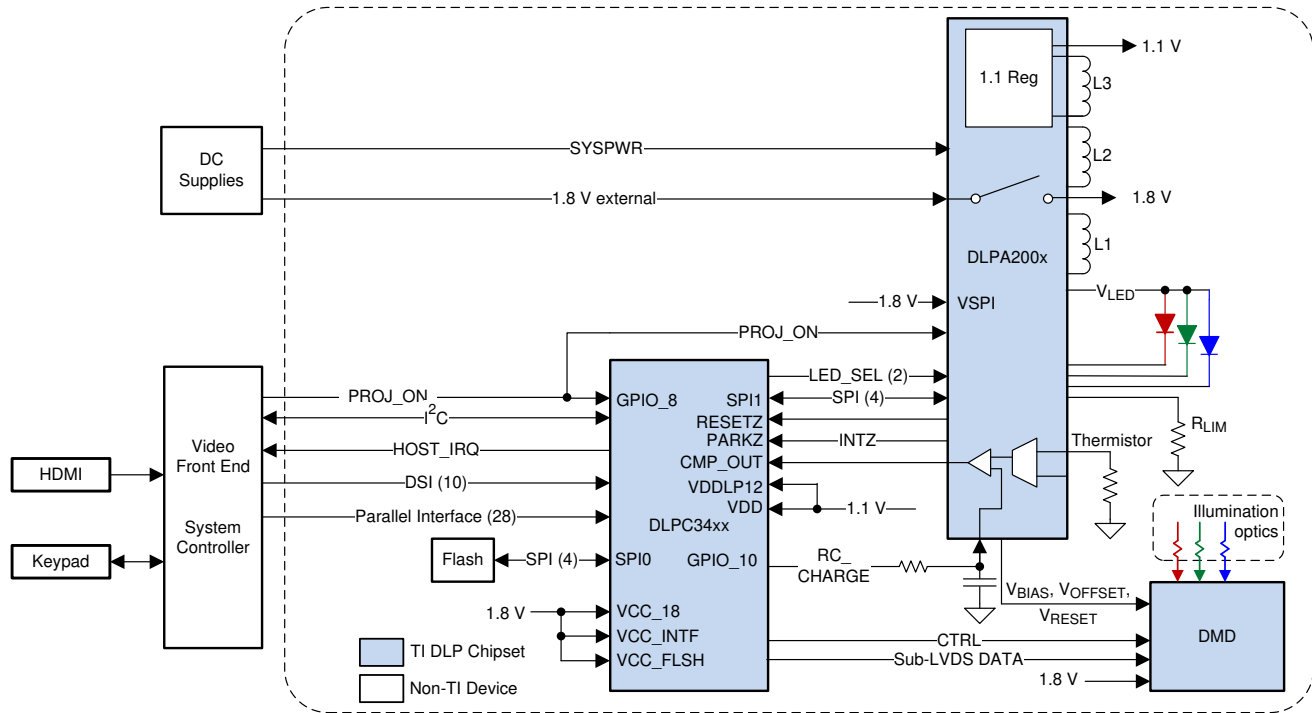 1.1 V
1.1 Reg
L3
DC
Supplies
SYSPWR
L2
1.8 V external
1.8 V
L1
DLPA200x
VLED
1.8 V
VSPI
PROJ_ON
LED_SEL (2)
PROJ_ON
GPIO_8
SPI1
SPI (4)
I2C
RESETZ
RLIM
Video
Front End
System
Controller
HOST_IRQ
PARKZ
INTZ
Thermistor
HDMI
CMP_OUT
DSI (10)
VDDLP12
Parallel Interface (28)
VDD
1.1 V
DLPC34xx
Illumination
optics
Keypad
Flash
SPI (4)
SPI0
GPIO_10
RC_
CHARGE
VBIAS, VOFFSET,
VRESET
1.8 V
VCC_18
VCC_INTF
VCC_FLSH
CTRL
DMD
Sub-LVDS DATA
1.8 V
TI DLP Chipset
Non-TI Device